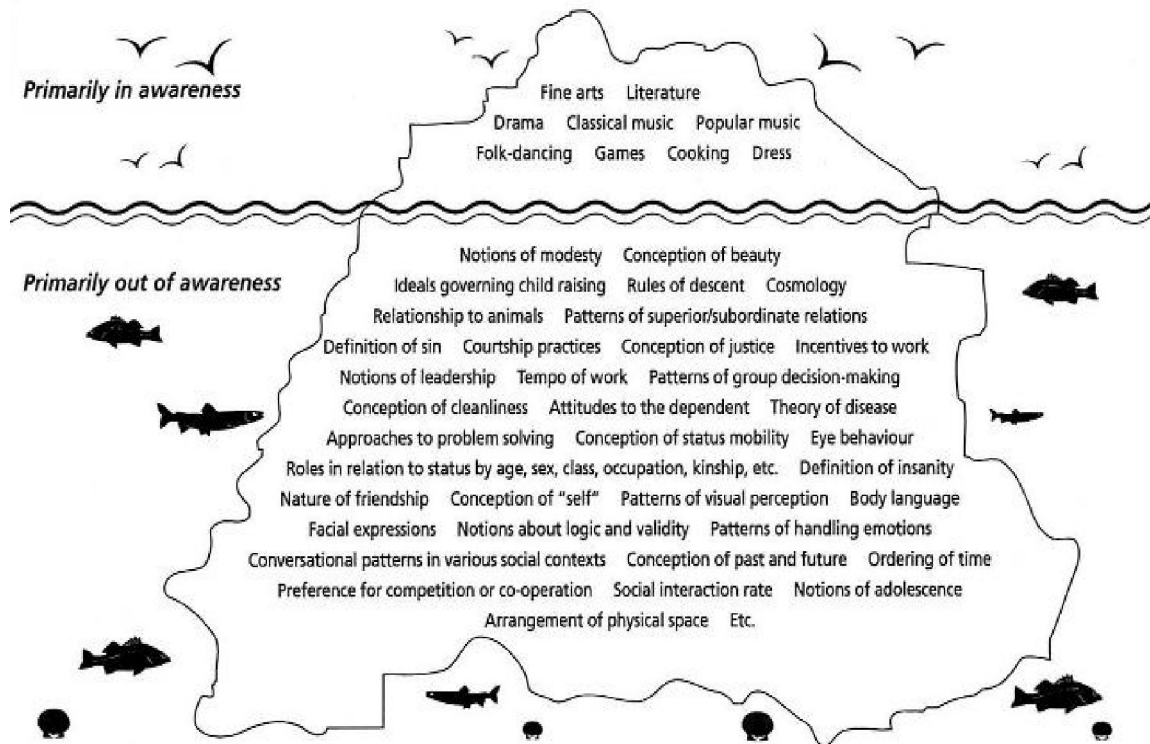 Primarily in awareness
Fine arts Literature
Drama Classical music Popular music
Folk-dancing Games Cooking Dress
Primarily out of awareness
Notions of modesty Conception of beauty
Ideals governing child raising Rules of descent Cosmology
Relationship to animals Patterns of superior/subordinate relations
Definition of sin Courtship practices Conception of justice Incentives to work
Notions of leadership Tempo of work Patterns of group decision-making
Conception of cleanliness Attitudes to the dependent Theory of disease
Approaches to problem solving Conception of status mobility Eye behaviour
Roles in relation to status by age, sex, class, occupation, kinship, etc. Definition of insanity
Nature of friendship Conception of "self" Patterns of visual perception Body language
Facial expressions Notions about logic and validity Patterns of handling emotions
Conversational patterns in various social contexts Conception of past and future Ordering of time
Preference for competition or co-operation Social interaction rate Notions of adolescence
Arrangement of physical space Etc.